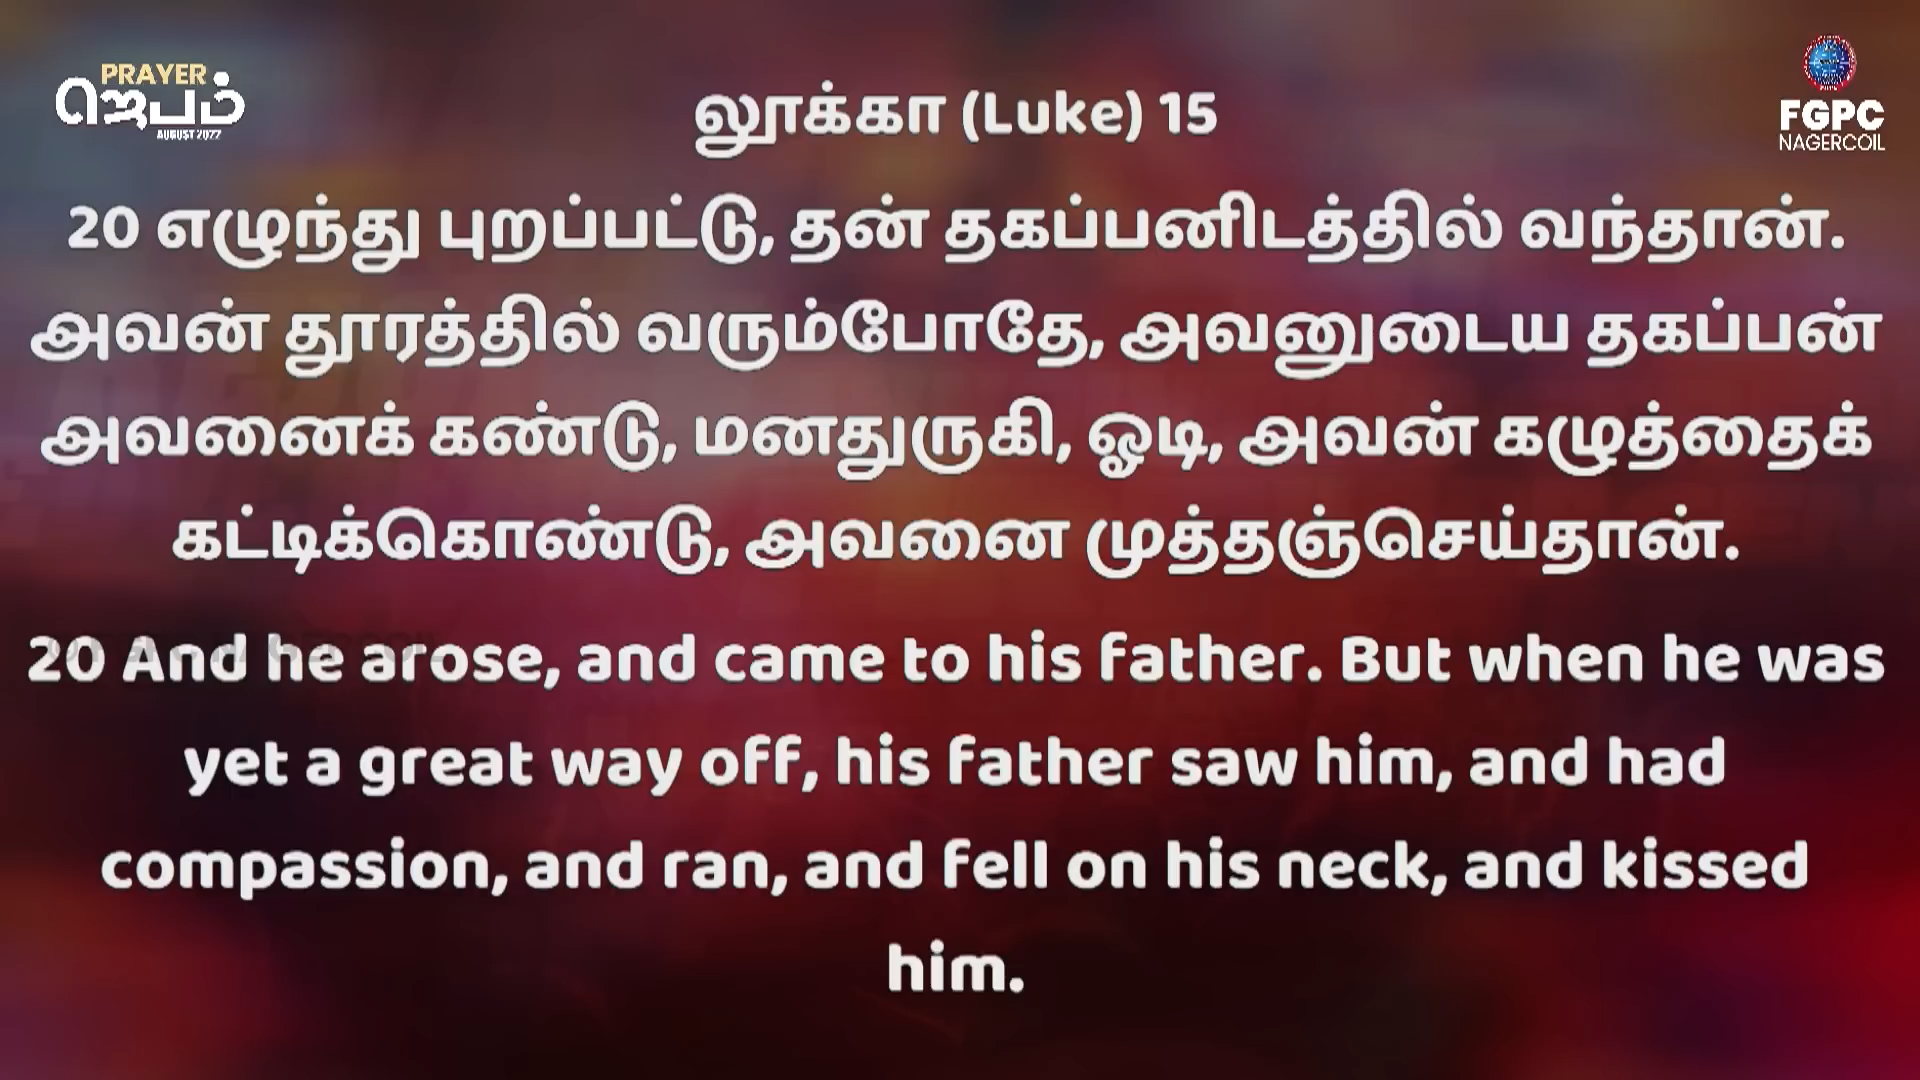 PRAYER
ஜெபம்
AUGUST 2022
FGPC
NAGERCOIL
லூக்கா (Luke) 15
20 எழுந்து புறப்பட்டு, தன் தகப்பனிடத்தில் வந்தான்.
அவன் தூரத்தில் வரும்போதே, அவனுடைய தகப்பன்
அவனைக் கண்டு, மனதுருகி, ஓடி, அவன் கழுத்தைக்
கட்டிக்கொண்டு, அவனை முத்தஞ்செய்தான்.
20 And he arose, and came to his father. But when he was
yet a great way off, his father saw him, and had
compassion, and ran, and fell on his neck, and kissed
him.